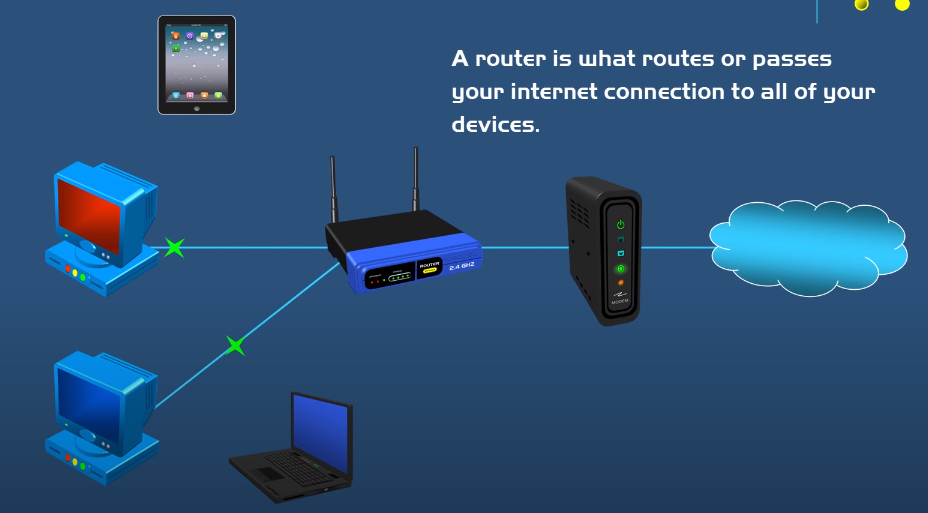 A router is what routes or passes
your internet connection to all of your
devices.
ROUTER
2.4 GHZ
MODEM